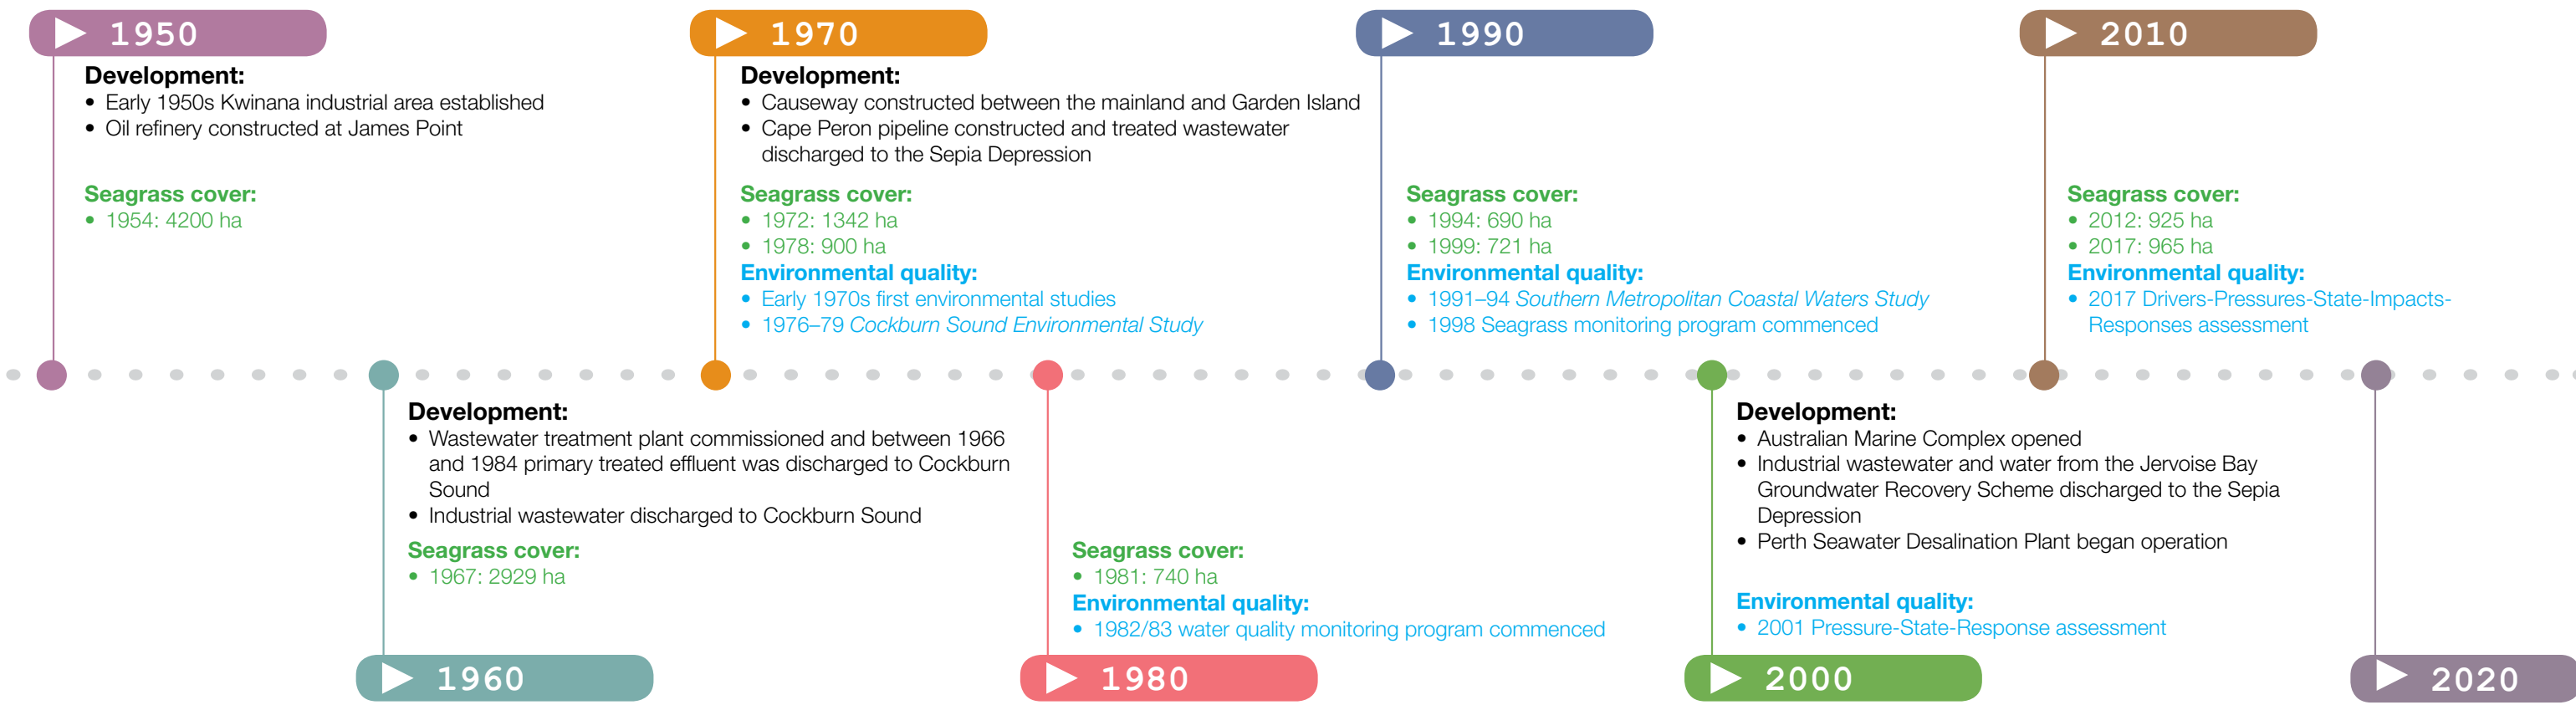 1950
Development:
• Early 1950s Kwinana industrial area established
• Oil refinery constructed at James Point
Seagrass cover:
• 1954: 4200 ha
1960
Development:
• Wastewater treatment plant commissioned and between 1966
and 1984 primary treated effluent was discharged to Cockburn
Sound
• Industrial wastewater discharged to Cockburn Sound
Seagrass cover:
• 1967: 2929 ha
1970
Development:
• Causeway constructed between the mainland and Garden Island
• Cape Peron pipeline constructed and treated wastewater
discharged to the Sepia Depression
Seagrass cover:
• 1972: 1342 ha
• 1978: 900 ha
Environmental quality:
• Early 1970s first environmental studies
• 1976–79 Cockburn Sound Environmental Study
1980
Seagrass cover:
• 1981: 740 ha
Environmental quality:
• 1982/83 water quality monitoring program commenced
1990
Seagrass cover:
• 1994: 690 ha
• 1999: 721 ha
Environmental quality:
• 1991–94 Southern Metropolitan Coastal Waters Study
• 1998 Seagrass monitoring program commenced
2000
Development:
• Australian Marine Complex opened
• Industrial wastewater and water from the Jervoise Bay
Groundwater Recovery Scheme discharged to the Sepia
Depression
• Perth Seawater Desalination Plant began operation
Environmental quality:
• 2001 Pressure-State-Response assessment
2010
Seagrass cover:
• 2012: 925 ha
• 2017: 965 ha
Environmental quality:
• 2017 Drivers-Pressures-State-Impacts-
Responses assessment
2020